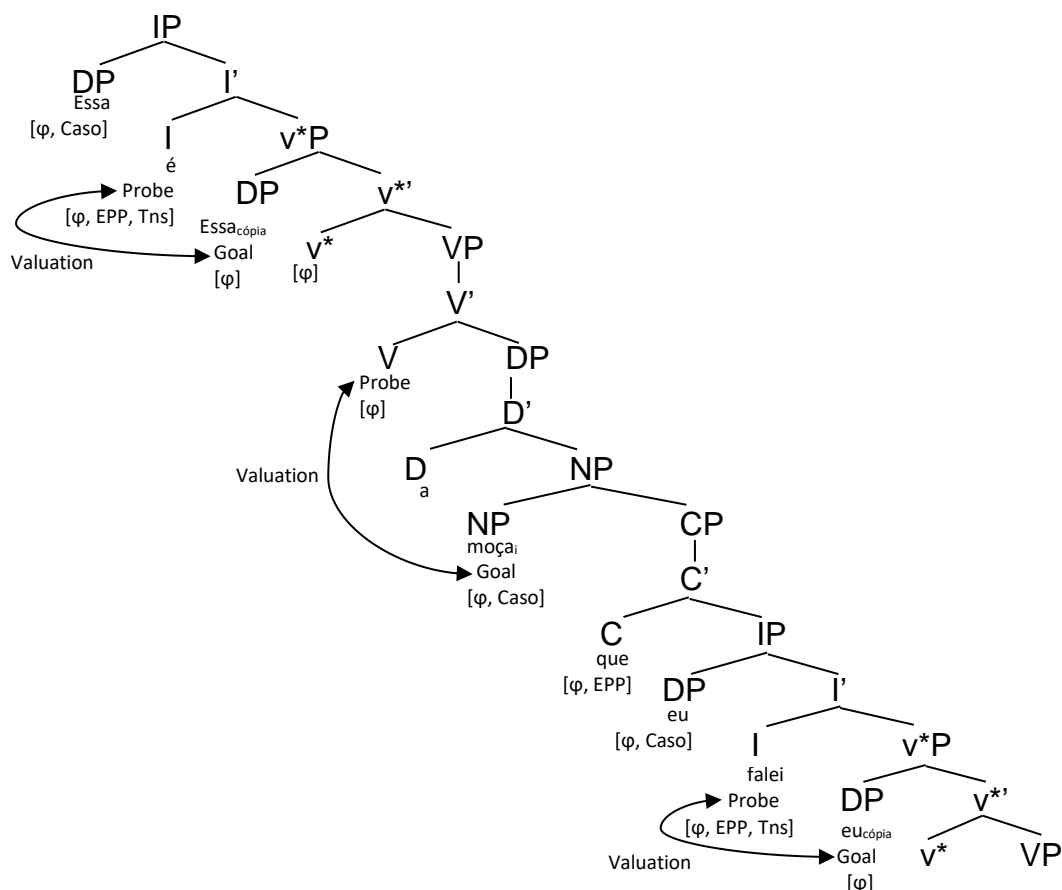 IP
DP I’
Essa
[φ, Caso]
I v*P
é
Probe DP v*’
[φ, EPP, Tns]
Essacópia v* VP
Goal [φ]
Valuation [φ]
V’
V DP
Probe
[φ]
D’
Valuation D NP
a
NP CP
moçai
Goal C’
[φ, Caso]
C IP
que
[φ, EPP] DP I’
eu
[φ, Caso] I v*P
falei
Probe DP v*’
[φ, EPP, Tns]
eucópia v* VP
Valuation Goal
[φ]